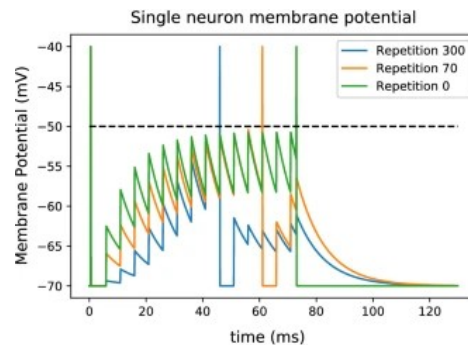 Single neuron membrane potential
−40
−45
−50
−55
−60
−65
−70
Membrane Potential (mV)
Repetition 300
Repetition 70
Repetition 0
0 20 40 60 80 100 120
time (ms)